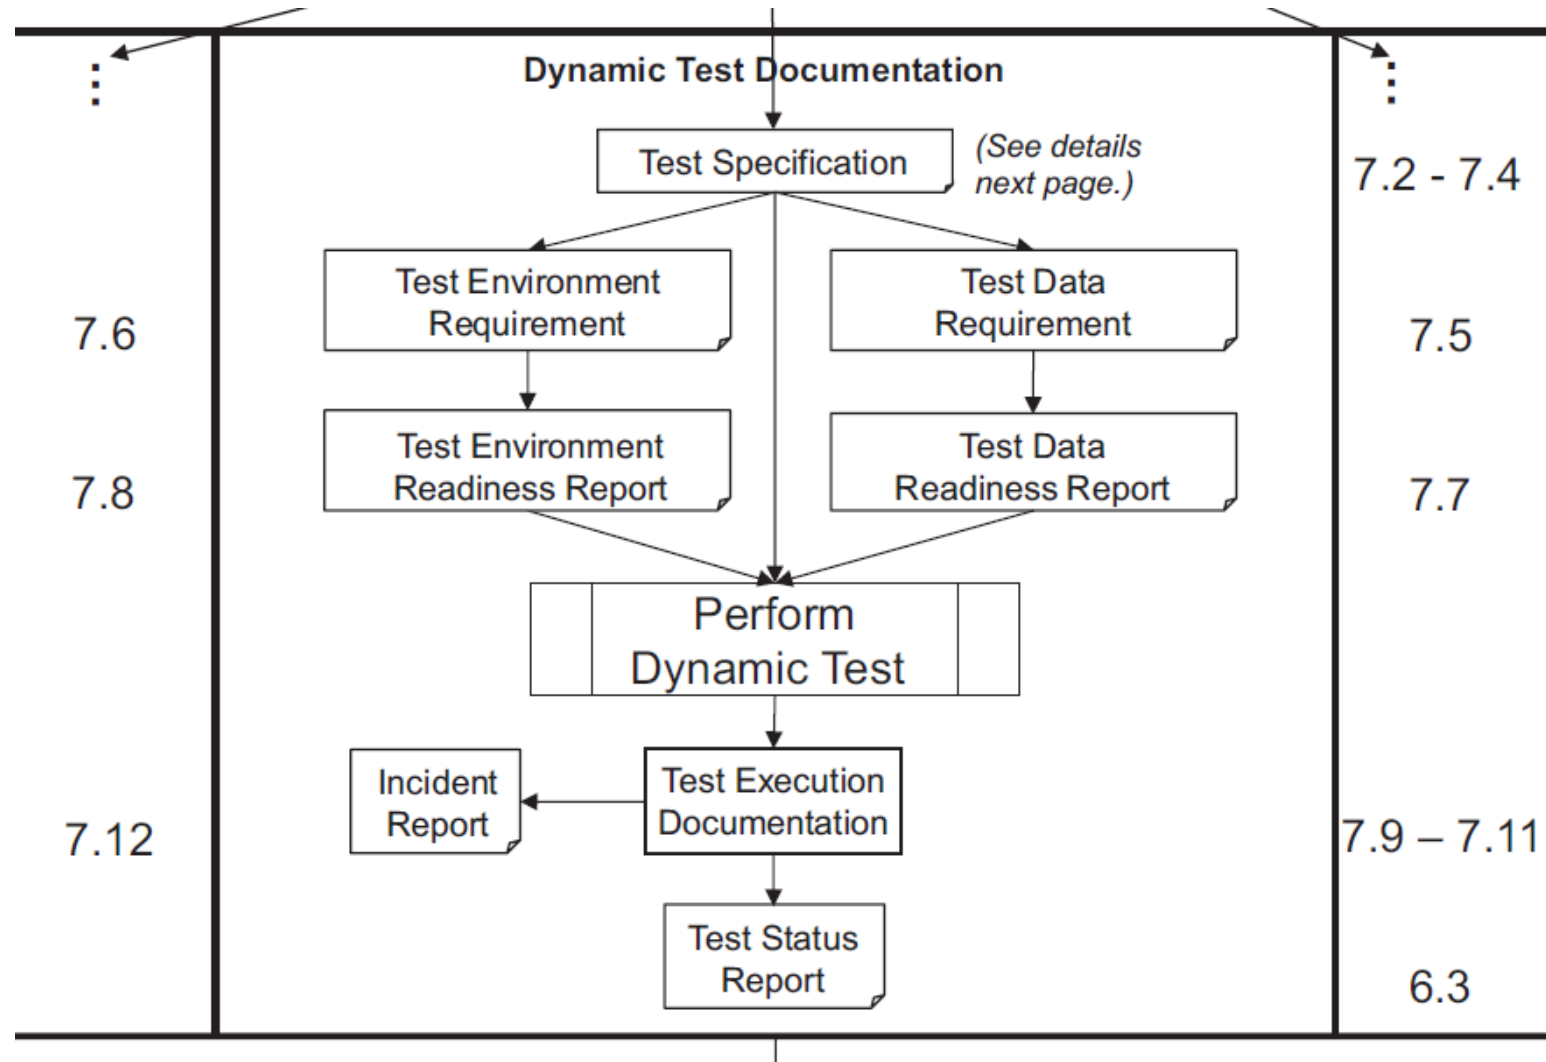 ⋮
Dynamic Test Documentation
⋮
Test Specification
(See details
next page.)
7.2 - 7.4
Test Environment
Requirement
Test Data
Requirement
7.6
7.5
Test Environment
Readiness Report
Test Data
Readiness Report
7.8
7.7
Perform
Dynamic Test
Incident
Report
Test Execution
Documentation
7.12
7.9 – 7.11
Test Status
Report
6.3